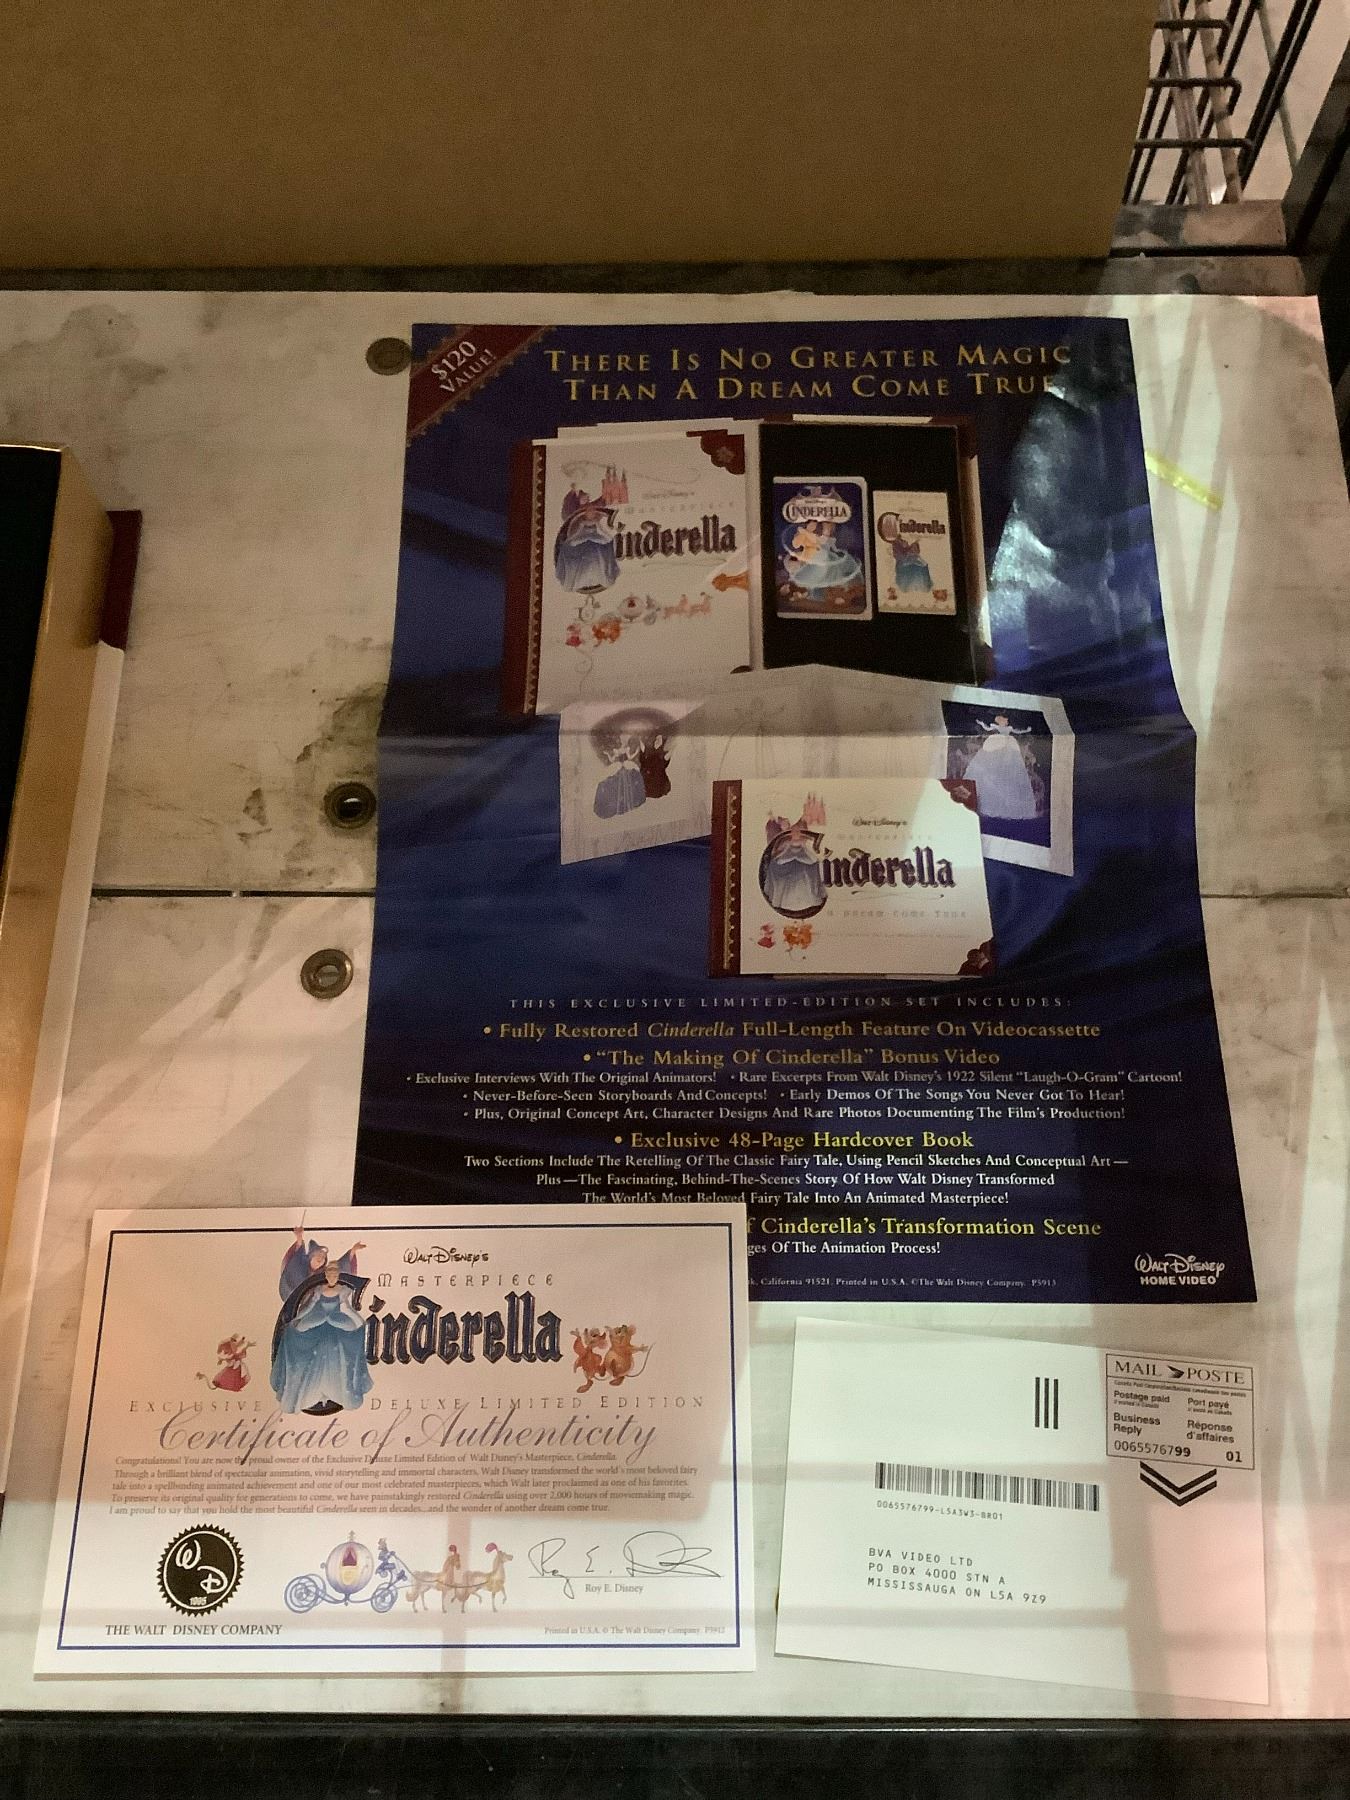 $120
VALUE!
THERE IS NO GREATER MAGIC
THAN A DREAM COME TRUE
Walt Disney's
MASTERPIECE
Cinderella
CINDERELLA
Cinderella
Walt Disney's
MASTERPIECE
Cinderella
A DREAM COME TRUE
THIS EXCLUSIVE LIMITED-EDITION SET INCLUDES:
• Fully Restored Cinderella Full-Length Feature On Videocassette
• "The Making Of Cinderella" Bonus Video
• Exclusive Interviews With The Original Animators! • Rare Excerpts From Walt Disney's 1922 Silent "Laugh-O-Gram" Cartoon!
• Never-Before-Seen Storyboards And Concepts! • Early Demos Of The Songs You Never Got To Hear!
• Plus, Original Concept Art, Character Designs And Rare Photos Documenting The Film's Production!
• Exclusive 48-Page Hardcover Book
Two Sections Include The Retelling Of The Classic Fairy Tale, Using Pencil Sketches And Conceptual Art —
Plus — The Fascinating, Behind-The-Scenes Story Of How Walt Disney Transformed
The World's Most Beloved Fairy Tale Into An Animated Masterpiece!
f Cinderella's Transformation Scene
ges Of The Animation Process!
k, California 91521. Printed in U.S.A. ©The Walt Disney Company. P5913
Walt Disney
HOME VIDEO
Walt Disney's
MASTERPIECE
Cinderella
EXCLUSIVE DELUXE LIMITED EDITION
Certificate of Authenticity
Congratulations! You are now the proud owner of the Exclusive Deluxe Limited Edition of Walt Disney's Masterpiece, Cinderella.
Through a brilliant blend of spectacular animation, vivid storytelling and immortal characters, Walt Disney transformed the world's most beloved fairy
tale into a spellbinding animated achievement and one of our most celebrated masterpieces, which Walt later proclaimed as one of his favorites.
To preserve its original quality for generations to come, we have painstakingly restored Cinderella using over 2,000 hours of moviemaking magic.
I am proud to say that you hold the most beautiful Cinderella seen in decades...and the wonder of another dream come true.
WD
1995
Roy E. Disney
Roy E. Disney
THE WALT DISNEY COMPANY
Printed in U.S.A. © The Walt Disney Company. P5912
MAIL POSTE
Postage paid Port payé
Business Réponse
Reply d'affaires
0065576799 01
0065576799-L5A3W3-BR01
BVA VIDEO LTD
PO BOX 4000 STN A
MISSISSAUGA ON L5A 9Z9